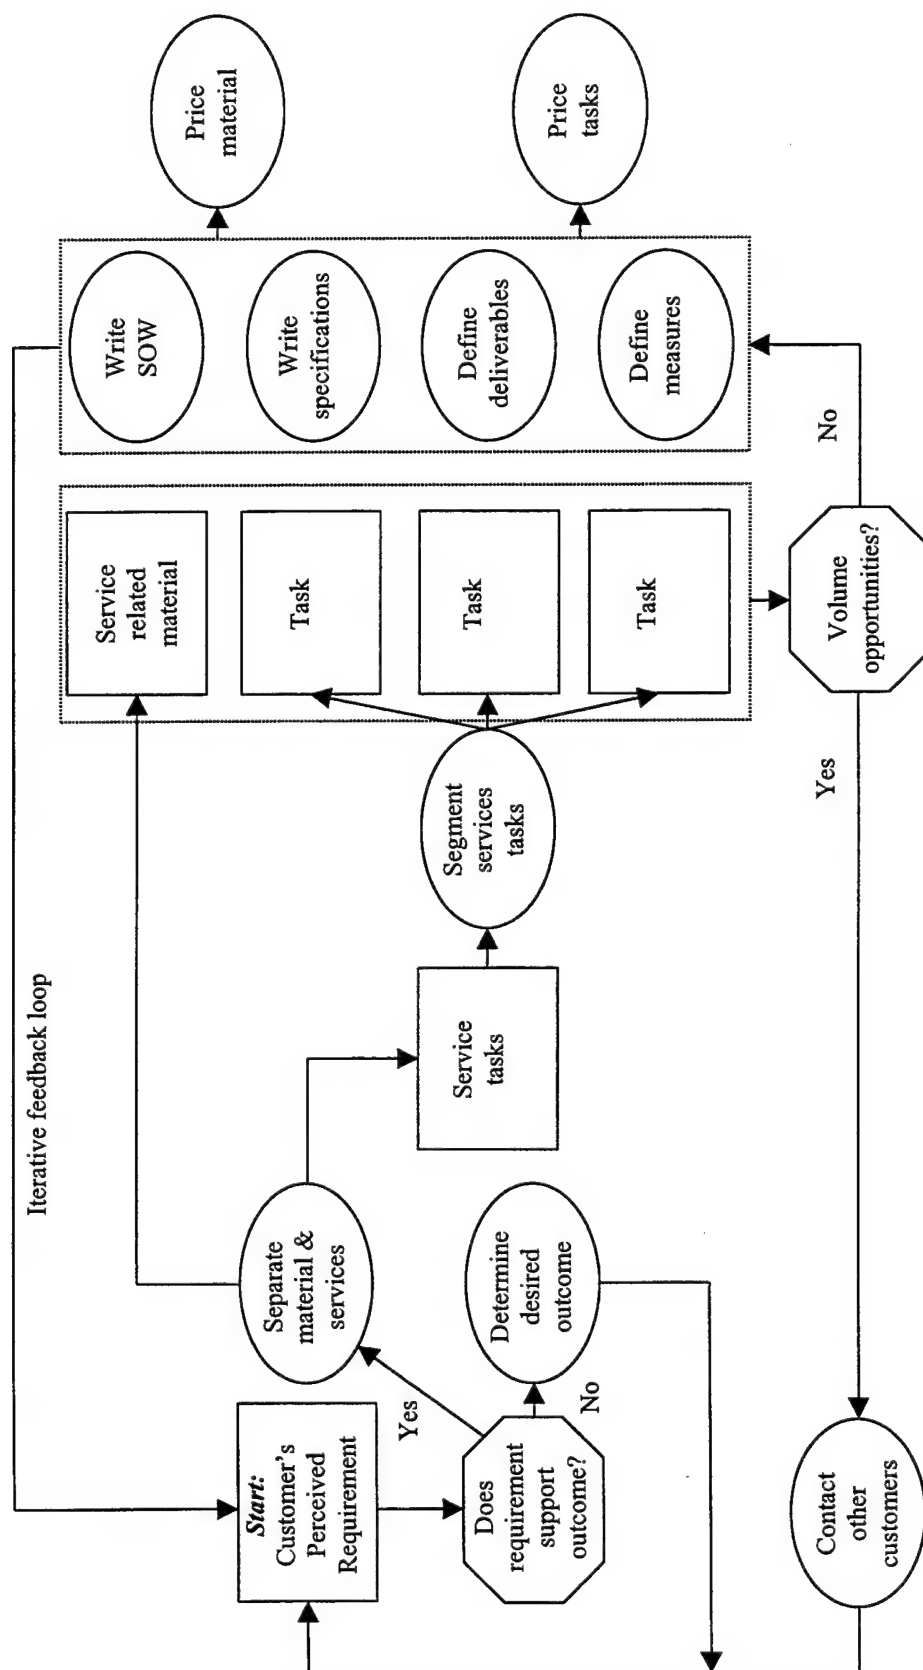 Iterative feedback loop
Start:
Customer's
Perceived
Requirement
Does
requirement
support
outcome?
Yes
No
Separate
material &
services
Determine
desired
outcome
Service
tasks
Segment
services
tasks
Service
related
material
Task
Task
Task
Volume
opportunities?
Yes
No
Contact
other
customers
Write
SOW
Write
specifications
Define
deliverables
Define
measures
Price
material
Price
tasks